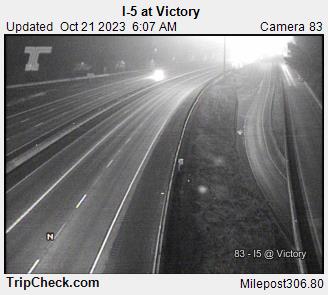 I-5 at Victory
Updated Oct 21 2023 6:07 AM Camera 83
T
N
83 - I5 @ Victory
TripCheck.com Milepost306.80